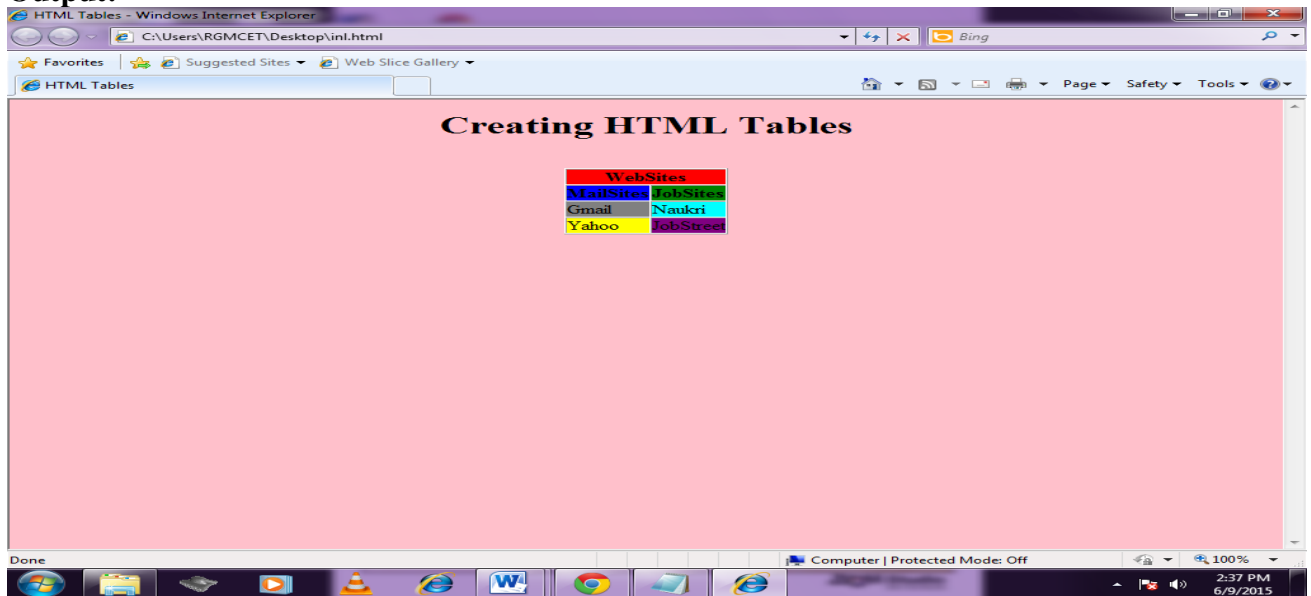 Output:
HTML Tables - Windows Internet Explorer
C:\Users\RGMCET\Desktop\inl.html
Bing
Favorites Suggested Sites Web Slice Gallery
HTML Tables Page Safety Tools
Creating HTML Tables
WebSites
MailSites JobSites
Gmail Naukri
Yahoo JobStreet
Done Computer | Protected Mode: Off 100%
2:37 PM
6/9/2015